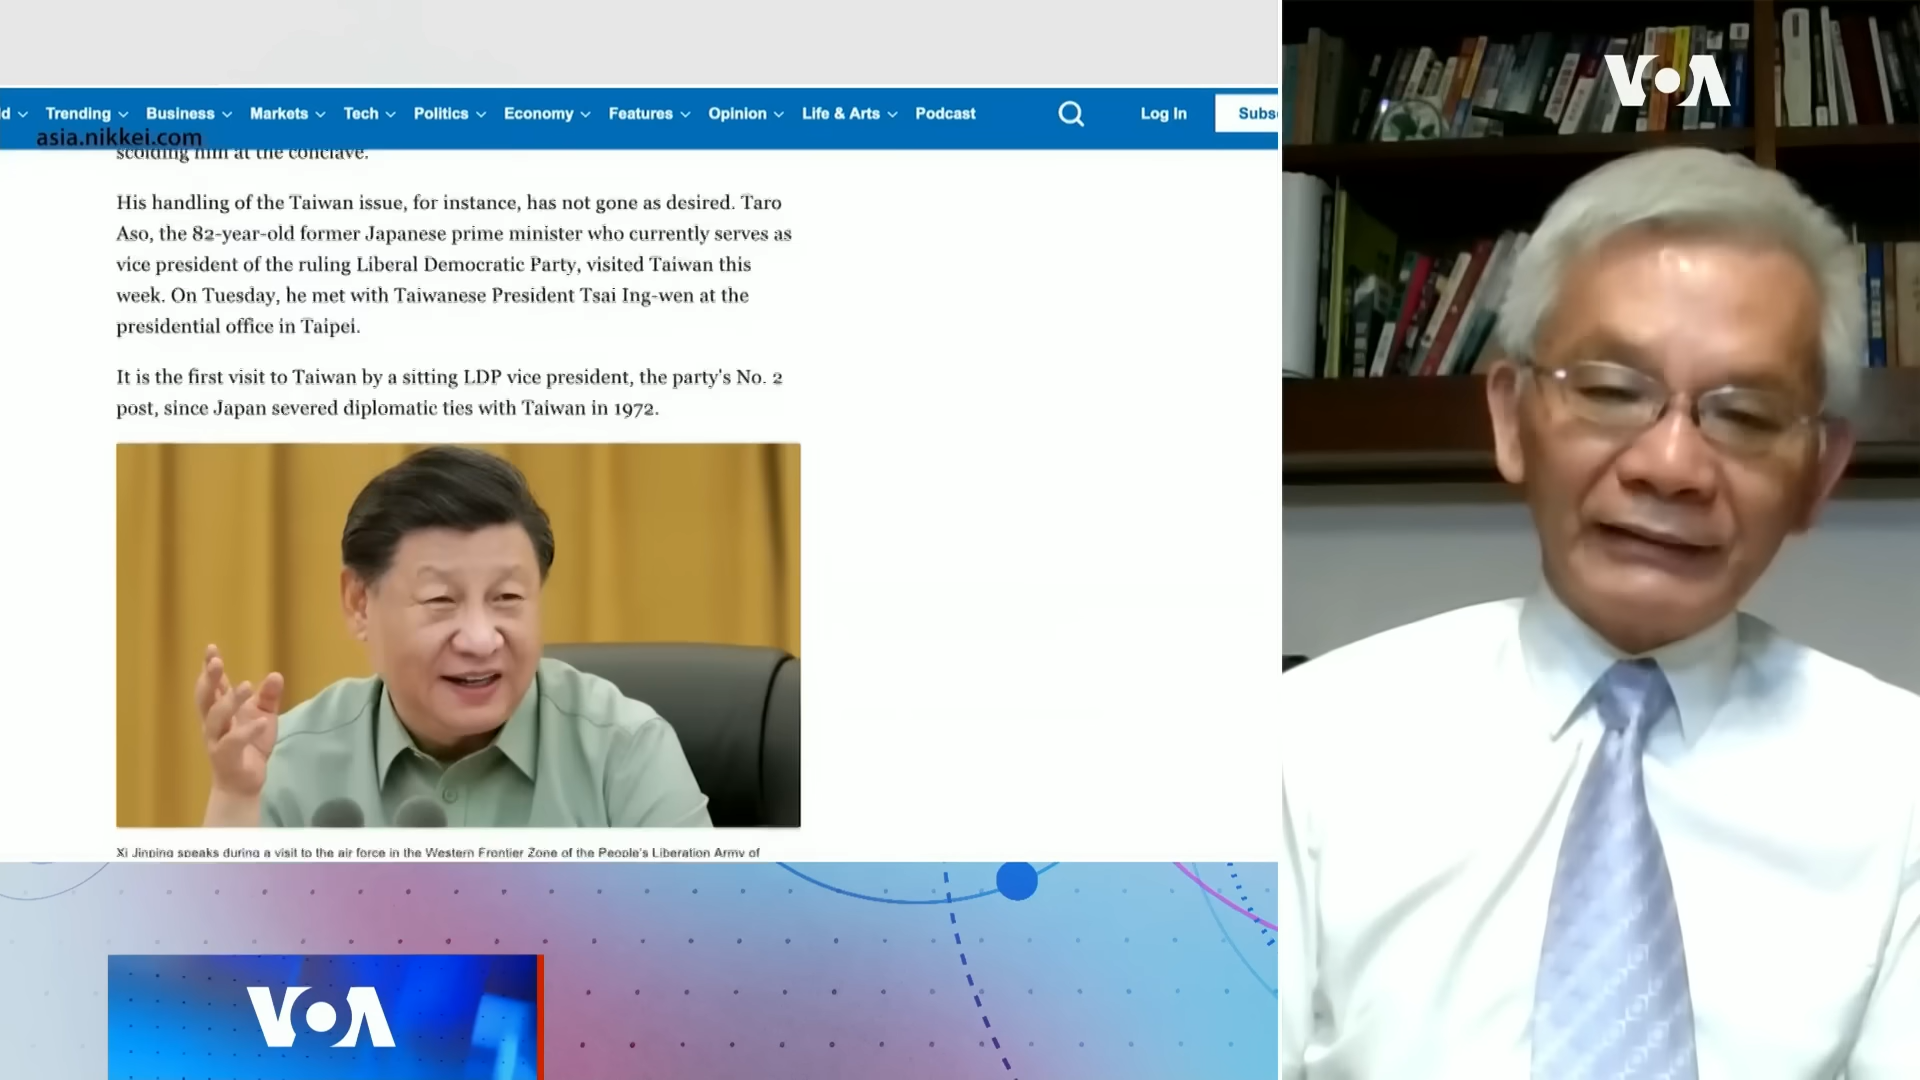 VOA
Trending Business Markets Tech Politics Economy Features Opinion Life & Arts Podcast Log In
asia.nikkei.com
scolding him at the conclave.
His handling of the Taiwan issue, for instance, has not gone as desired. Taro
Aso, the 82-year-old former Japanese prime minister who currently serves as
vice president of the ruling Liberal Democratic Party, visited Taiwan this
week. On Tuesday, he met with Taiwanese President Tsai Ing-wen at the
presidential office in Taipei.
It is the first visit to Taiwan by a sitting LDP vice president, the party's No. 2
post, since Japan severed diplomatic ties with Taiwan in 1972.
Xi Jinping speaks during a visit to the air force in the Western Frontier Zone of the People's Liberation Army of
VOA